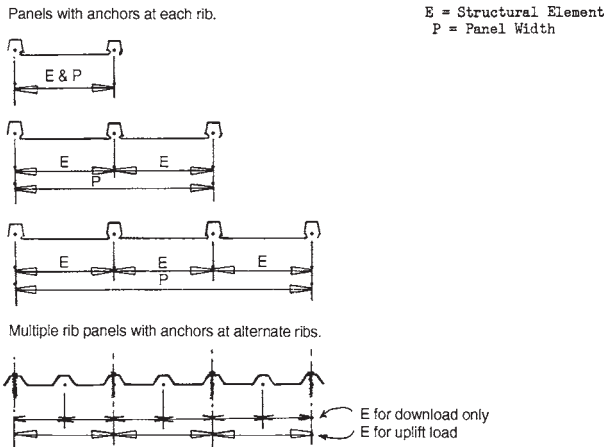 Panels with anchors at each rib.
E = Structural Element
P = Panel Width
E & P
E E
P
E E E
P
Multiple rib panels with anchors at alternate ribs.
E for download only
E for uplift load